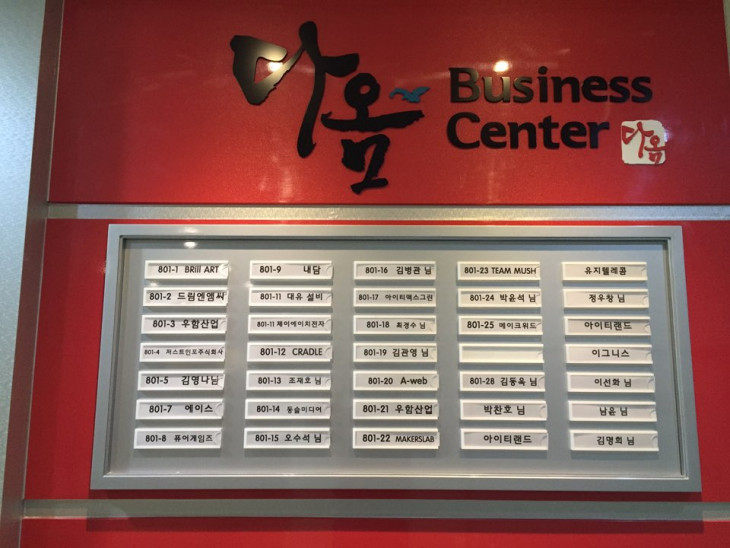 다옴
Business
Center
다옴
801-1 BRIII ART
801-2 드림엔앰씨
801-3 우함산업
801-4 저스트인포주식회사
801-5 김영나님
801-7 에이스
801-8 퓨어게임즈
801-9 내담
801-11 대유 설비
801-11 제이에이치전자
801-12 CRADLE
801-13 조재호 님
801-14 동슬미디어
801-15 오수석 님
801-16 김병관 님
801-17 아이티맥스그린
801-18 최경수 님
801-19 김관영 님
801-20 A-web
801-21 우함산업
801-22 MAKERSLAB
801-23 TEAM MUSH
801-24 박윤석 님
801-25 메이크위드
801-28 김동욱 님
박찬호 님
아이티랜드
유지텔레콤
정우창 님
아이티랜드
이그니스
이선화 님
남윤 님
김명희 님